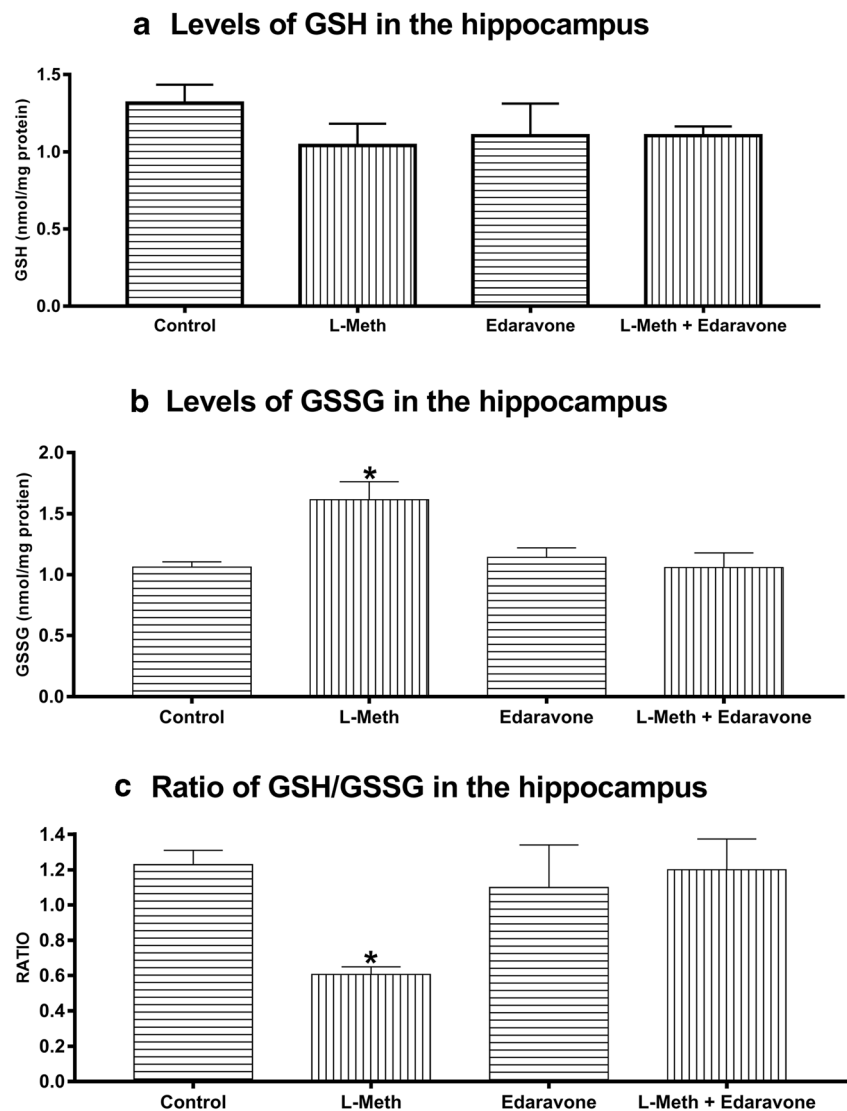 a Levels of GSH in the hippocampus
GSH (nmol/mg protein)
1.5
1.0
0.5
0.0
Control L-Meth Edaravone L-Meth + Edaravone
b Levels of GSSG in the hippocampus
GSSG (nmol/mg protien)
2.0
1.5
1.0
0.5
0.0
*
Control L-Meth Edaravone L-Meth + Edaravone
c Ratio of GSH/GSSG in the hippocampus
RATIO
1.4
1.2
1.0
0.8
0.6
0.4
0.2
0.0
*
Control L-Meth Edaravone L-Meth + Edaravone